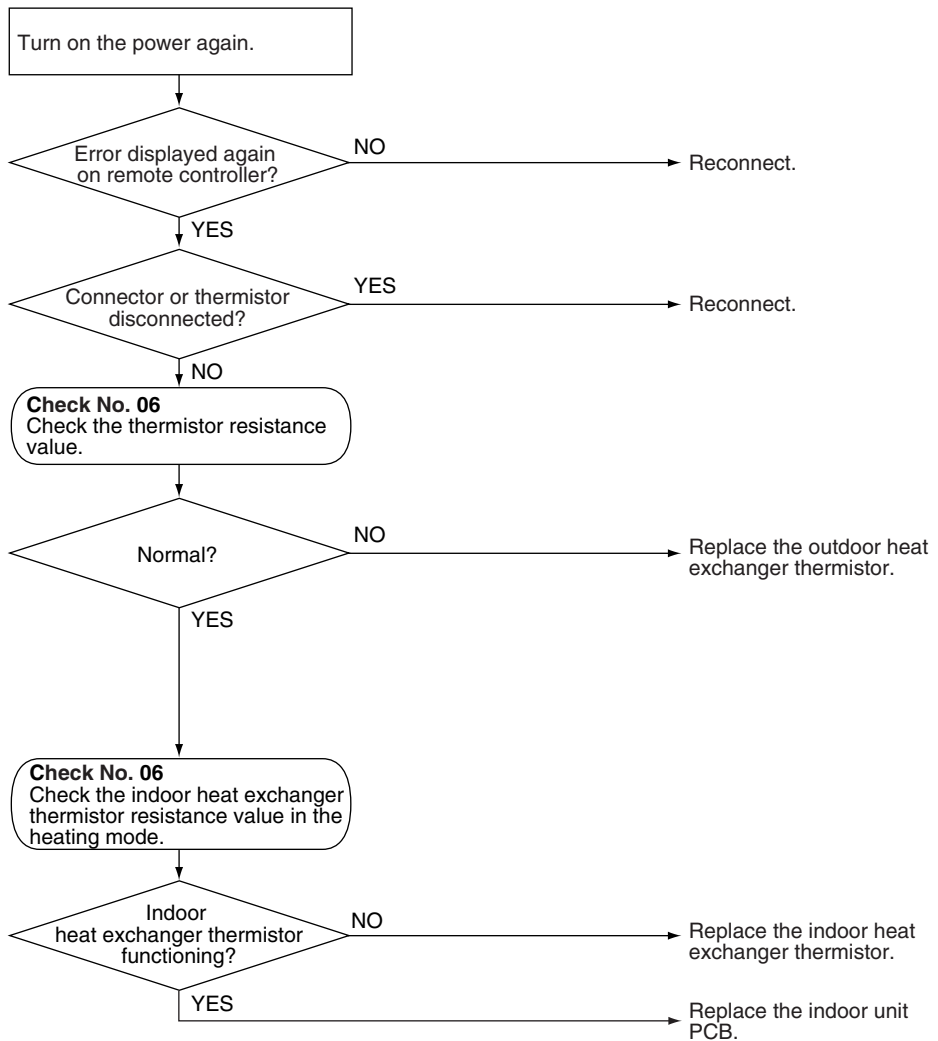 Turn on the power again.
Error displayed again
on remote controller?
NO
Reconnect.
YES
Connector or thermistor
disconnected?
YES
Reconnect.
NO
Check No. 06
Check the thermistor resistance
value.
Normal?
NO
Replace the outdoor heat
exchanger thermistor.
YES
Check No. 06
Check the indoor heat exchanger
thermistor resistance value in the
heating mode.
Indoor
heat exchanger thermistor
functioning?
NO
Replace the indoor heat
exchanger thermistor.
YES
Replace the indoor unit
PCB.